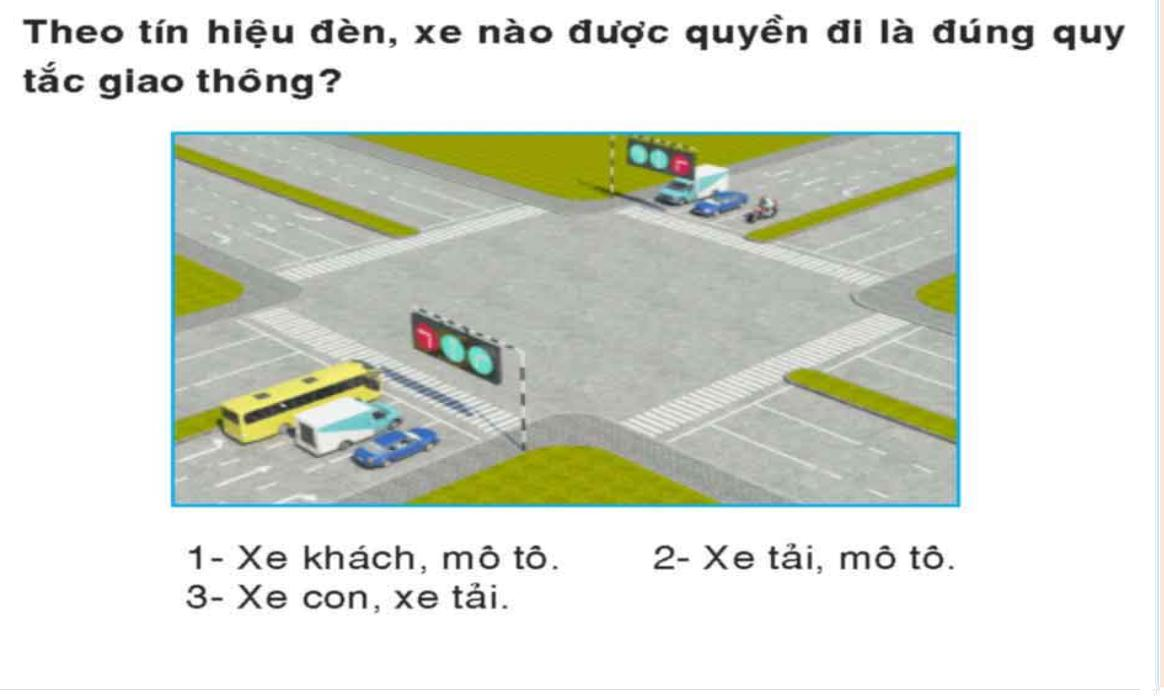 Theo tín hiệu đèn, xe nào được quyền đi là đúng quy
tắc giao thông?
1- Xe khách, mô tô. 2- Xe tải, mô tô.
3- Xe con, xe tải.